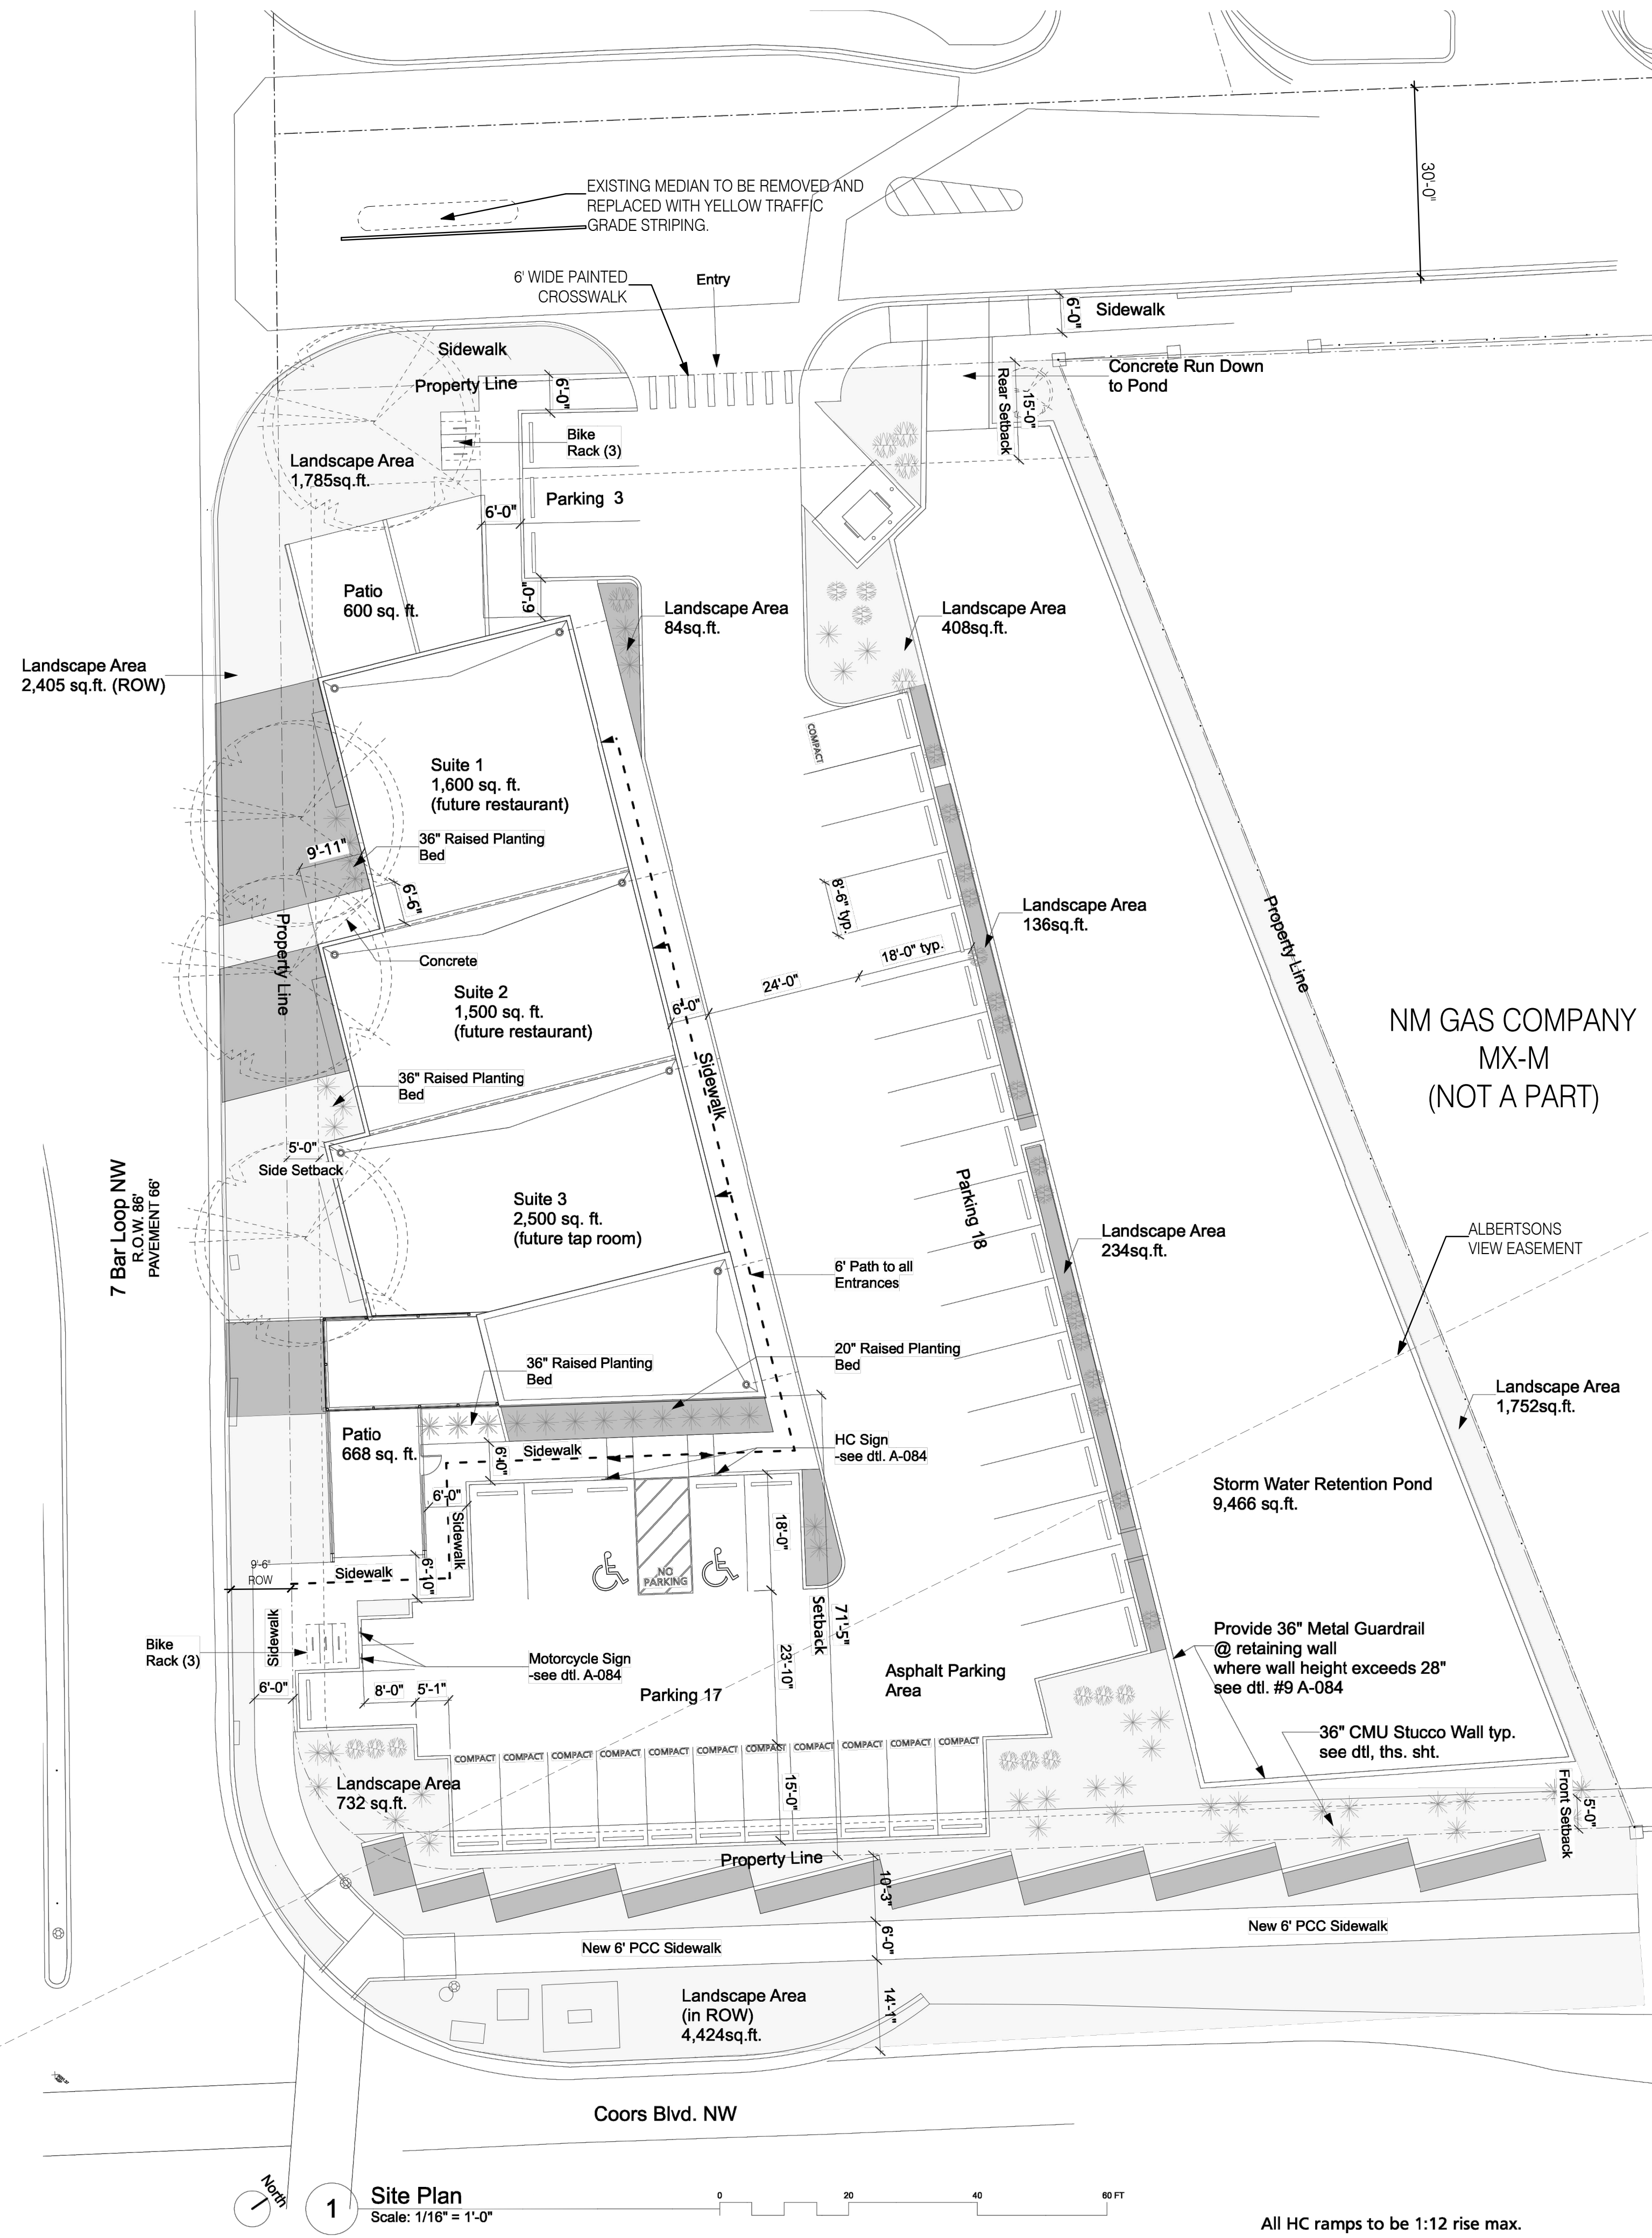 30'-0"
EXISTING MEDIAN TO BE REMOVED AND
REPLACED WITH YELLOW TRAFFIC
GRADE STRIPING.
6' WIDE PAINTED
CROSSWALK
Entry
6'-0"
Sidewalk
Sidewalk
Property Line
6'-0"
Concrete Run Down
to Pond
Rear Setback
15'-0"
Bike
Rack (3)
Landscape Area
1,785sq.ft.
Parking 3
6'-0"
Patio
600 sq. ft.
6'-0"
Landscape Area
84sq.ft.
Landscape Area
408sq.ft.
Landscape Area
2,405 sq.ft. (ROW)
COMPACT
Suite 1
1,600 sq. ft.
(future restaurant)
36" Raised Planting
Bed
9'-11"
6'-6"
8'-6" typ.
Landscape Area
136sq.ft.
Property Line
Property Line
Concrete
18'-0" typ.
24'-0"
6'-0"
Suite 2
1,500 sq. ft.
(future restaurant)
NM GAS COMPANY
MX-M
(NOT A PART)
Sidewalk
36" Raised Planting
Bed
5'-0"
Side Setback
7 Bar Loop NW
R.O.W. 86'
PAVEMENT 66'
Suite 3
2,500 sq. ft.
(future tap room)
Parking 18
Landscape Area
234sq.ft.
ALBERTSONS
VIEW EASEMENT
6' Path to all
Entrances
20" Raised Planting
Bed
36" Raised Planting
Bed
Landscape Area
1,752sq.ft.
Patio
668 sq. ft.
6'-0"
Sidewalk
HC Sign
-see dtl. A-084
Storm Water Retention Pond
9,466 sq.ft.
6'-0"
Sidewalk
18'-0"
9'-6"
ROW
Sidewalk
6'-10"
NO
PARKING
Setback
71'-5"
Sidewalk
Bike
Rack (3)
Motorcycle Sign
-see dtl. A-084
23'-10"
Provide 36" Metal Guardrail
@ retaining wall
where wall height exceeds 28"
see dtl. #9 A-084
6'-0"
8'-0"
5'-1"
Parking 17
Asphalt Parking
Area
36" CMU Stucco Wall typ.
see dtl, ths. sht.
COMPACT COMPACT COMPACT COMPACT COMPACT COMPACT COMPACT COMPACT COMPACT COMPACT COMPACT
Landscape Area
732 sq.ft.
15'-0"
Front Setback
5'-0"
Property Line
10'-3"
New 6' PCC Sidewalk
6'-0"
New 6' PCC Sidewalk
Landscape Area
(in ROW)
4,424sq.ft.
14'-1"
Coors Blvd. NW
North
1
Site Plan
Scale: 1/16" = 1'-0"
0 20 40 60 FT
All HC ramps to be 1:12 rise max.